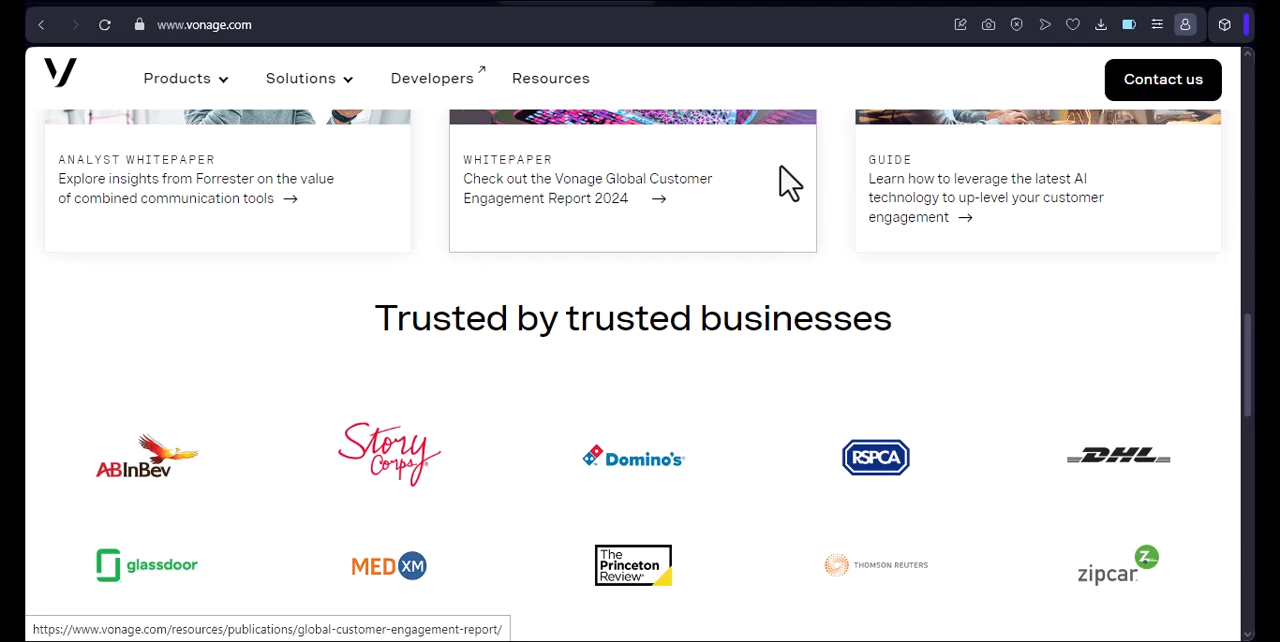 www.vonage.com
Products Solutions Developers Resources Contact us
ANALYST WHITEPAPER
Explore insights from Forrester on the value
of combined communication tools →
WHITEPAPER
Check out the Vonage Global Customer
Engagement Report 2024 →
GUIDE
Learn how to leverage the latest AI
technology to up-level your customer
engagement →
Trusted by trusted businesses
ABInBev
Story
Corps
Domino's
RSPCA
DHL
glassdoor
MED XM
The
Princeton
Review
THOMSON REUTERS
Z
zipcar
https://www.vonage.com/resources/publications/global-customer-engagement-report/